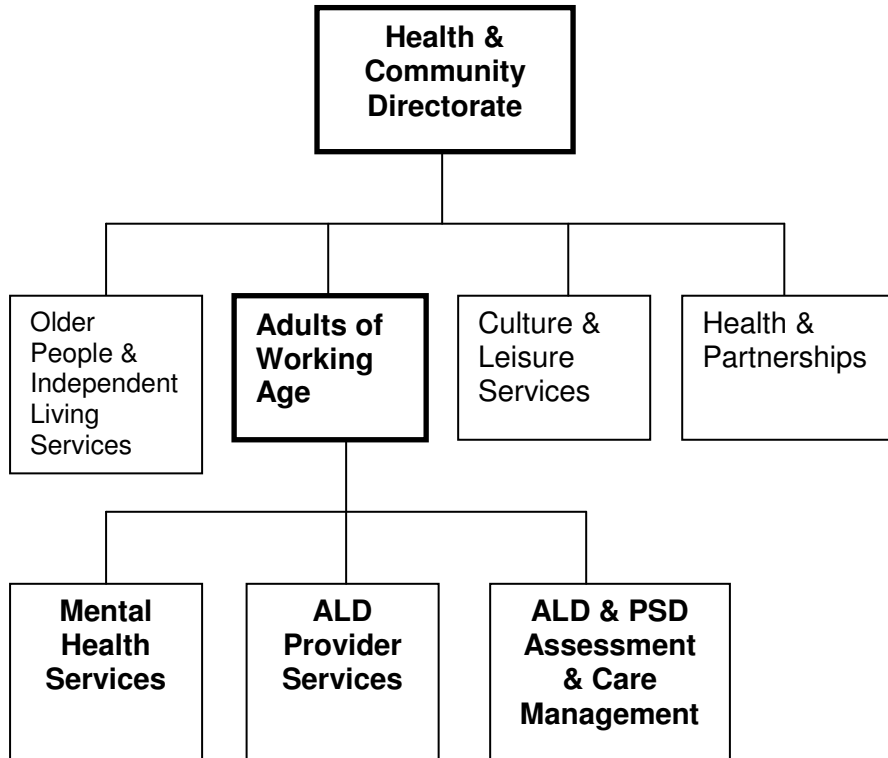 Health &
Community
Directorate
Older
People &
Independent
Living
Services
Adults of
Working
Age
Culture &
Leisure
Services
Health &
Partnerships
Mental
Health
Services
ALD
Provider
Services
ALD & PSD
Assessment
& Care
Management